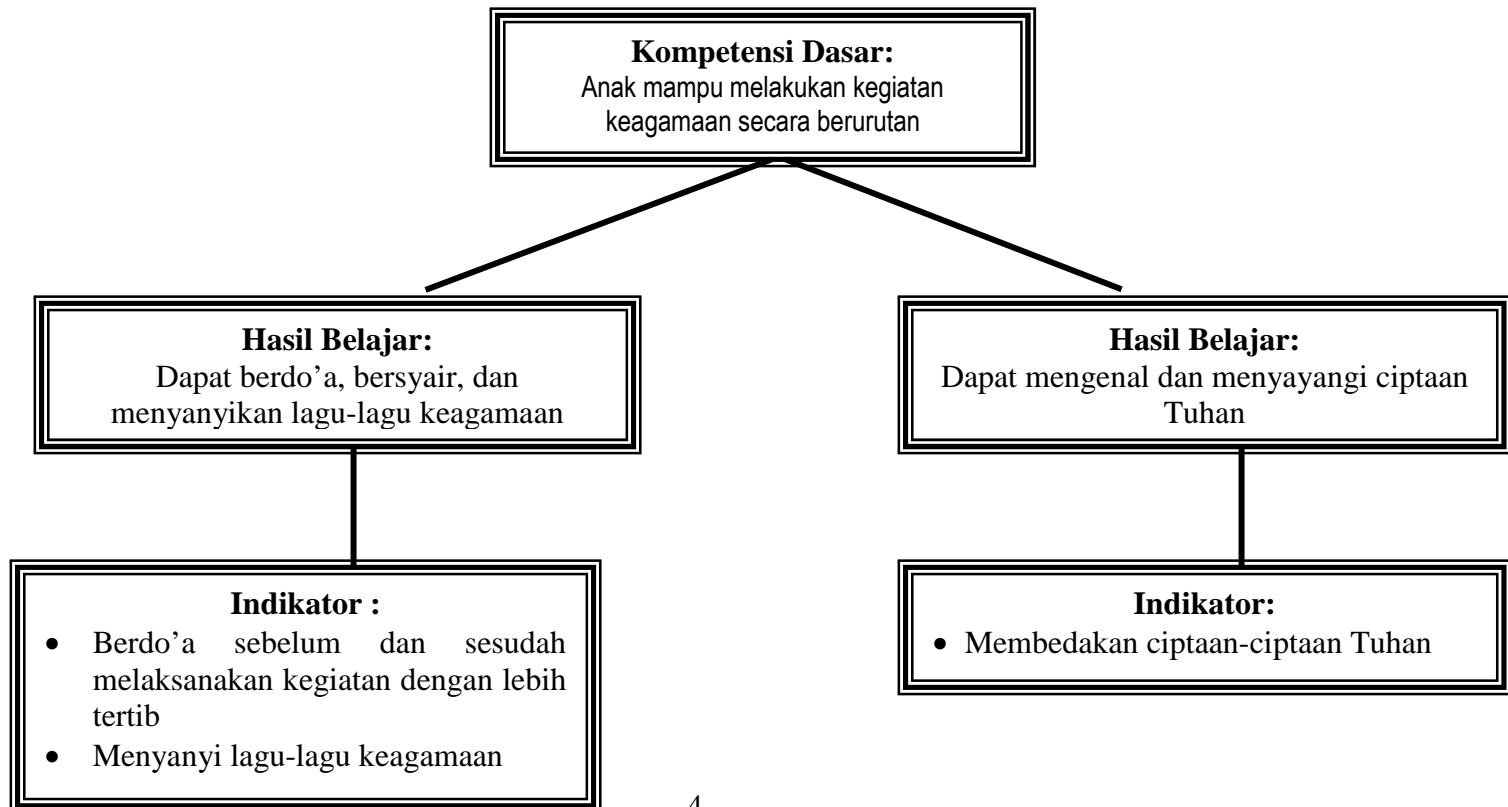 Kompetensi Dasar:
Anak mampu melakukan kegiatan
keagamaan secara berurutan
Hasil Belajar:
Dapat berdo’a, bersyair, dan
menyanyikan lagu-lagu keagamaan
Hasil Belajar:
Dapat mengenal dan menyayangi ciptaan
Tuhan
Indikator :
• Berdo’a sebelum dan sesudah
melaksanakan kegiatan dengan lebih
tertib
• Menyanyi lagu-lagu keagamaan
Indikator:
• Membedakan ciptaan-ciptaan Tuhan
4